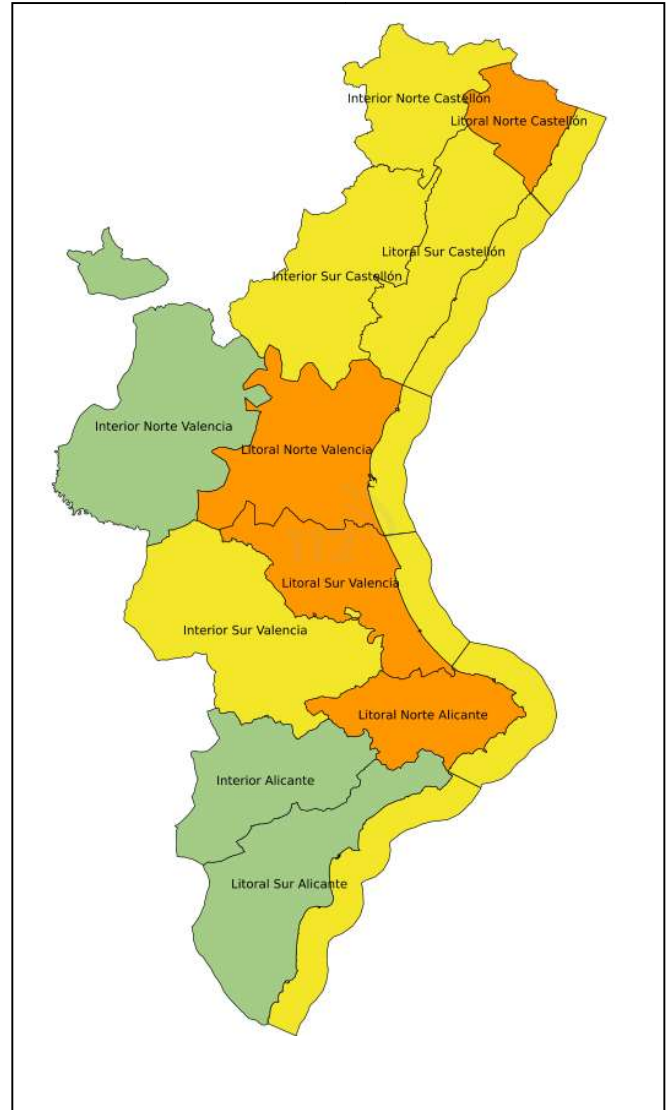 Interior Norte Castellón
Litoral Norte Castellón
Litoral Sur Castellón
Interior Sur Castellón
Interior Norte Valencia
Litoral Norte Valencia
Litoral Sur Valencia
Interior Sur Valencia
Litoral Norte Alicante
Interior Alicante
Litoral Sur Alicante